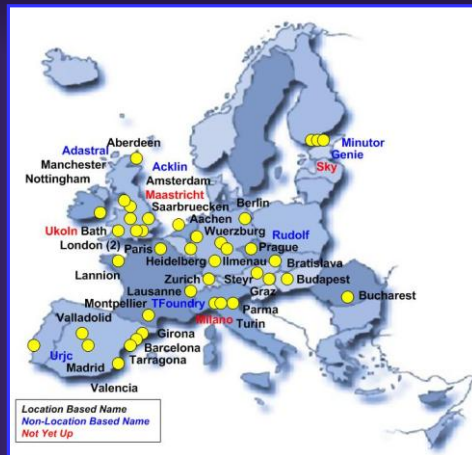 Aberdeen
Adastral
Manchester
Acklin
Nottingham
Amsterdam
Maastricht
Saarbruecken
Berlin
Minutor
Genie
Sky
Aachen
Ukoln Bath
Wuerzburg
Rudolf
London (2)
Paris
Prague
Heidelberg
Ilmenau
Bratislava
Lannion
Zurich
Steyr
Budapest
Lausanne
Graz
Bucharest
Montpellier
TFoundry
Parma
Valladolid
Milano
Turin
Girona
Urjc
Barcelona
Madrid
Tarragona
Valencia
Location Based Name
Non-Location Based Name
Not Yet Up